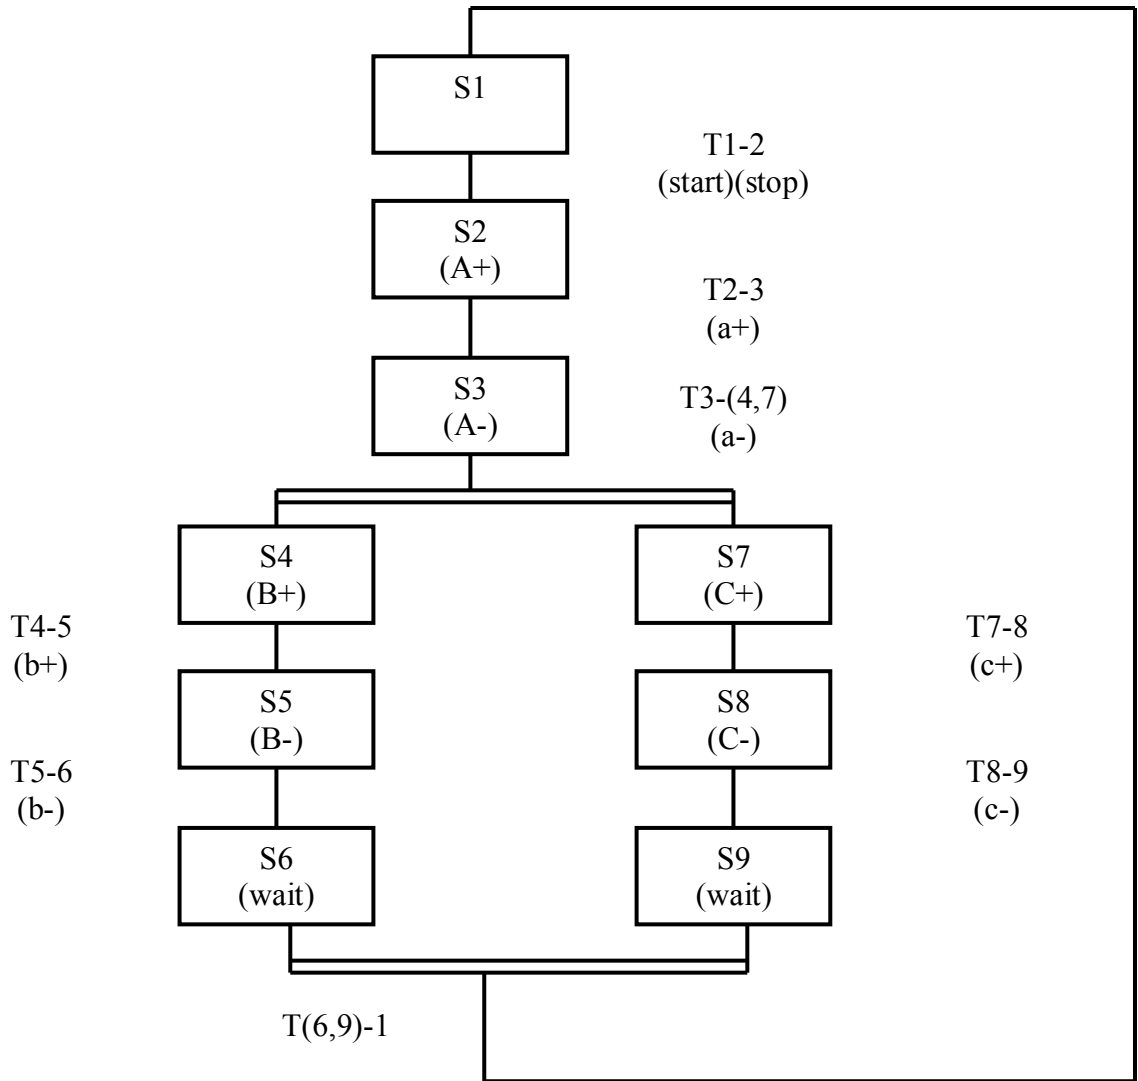 S1
T1-2
(start)(stop)
S2
(A+)
T2-3
(a+)
S3
(A-)
T3-(4,7)
(a-)
S4
(B+)
S7
(C+)
T4-5
(b+)
T7-8
(c+)
S5
(B-)
S8
(C-)
T5-6
(b-)
T8-9
(c-)
S6
(wait)
S9
(wait)
T(6,9)-1